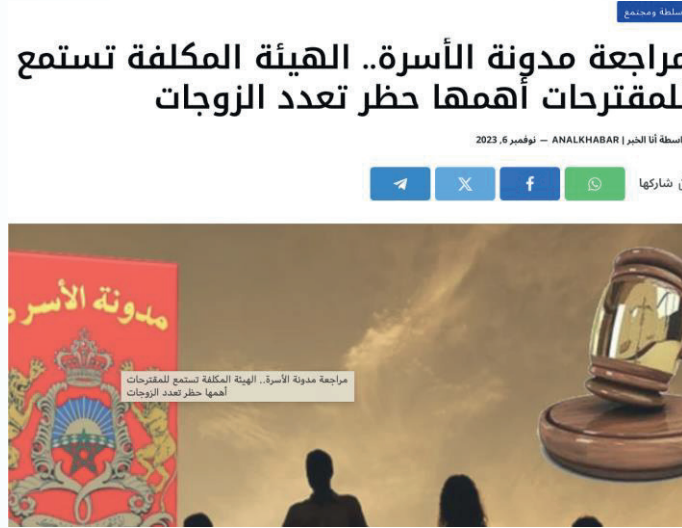 سلطة ومجتمع
مراجعة مدونة الأسرة.. الهيئة المكلفة تستمع
للمقترحات أهمها حظر تعدد الزوجات
بواسطة أنا الخبر | ANALKHABAR — نوفمبر 6, 2023
شاركها
مدونة الأسرة
مراجعة مدونة الأسرة.. الهيئة المكلفة تستمع للمقترحات
أهمها حظر تعدد الزوجات